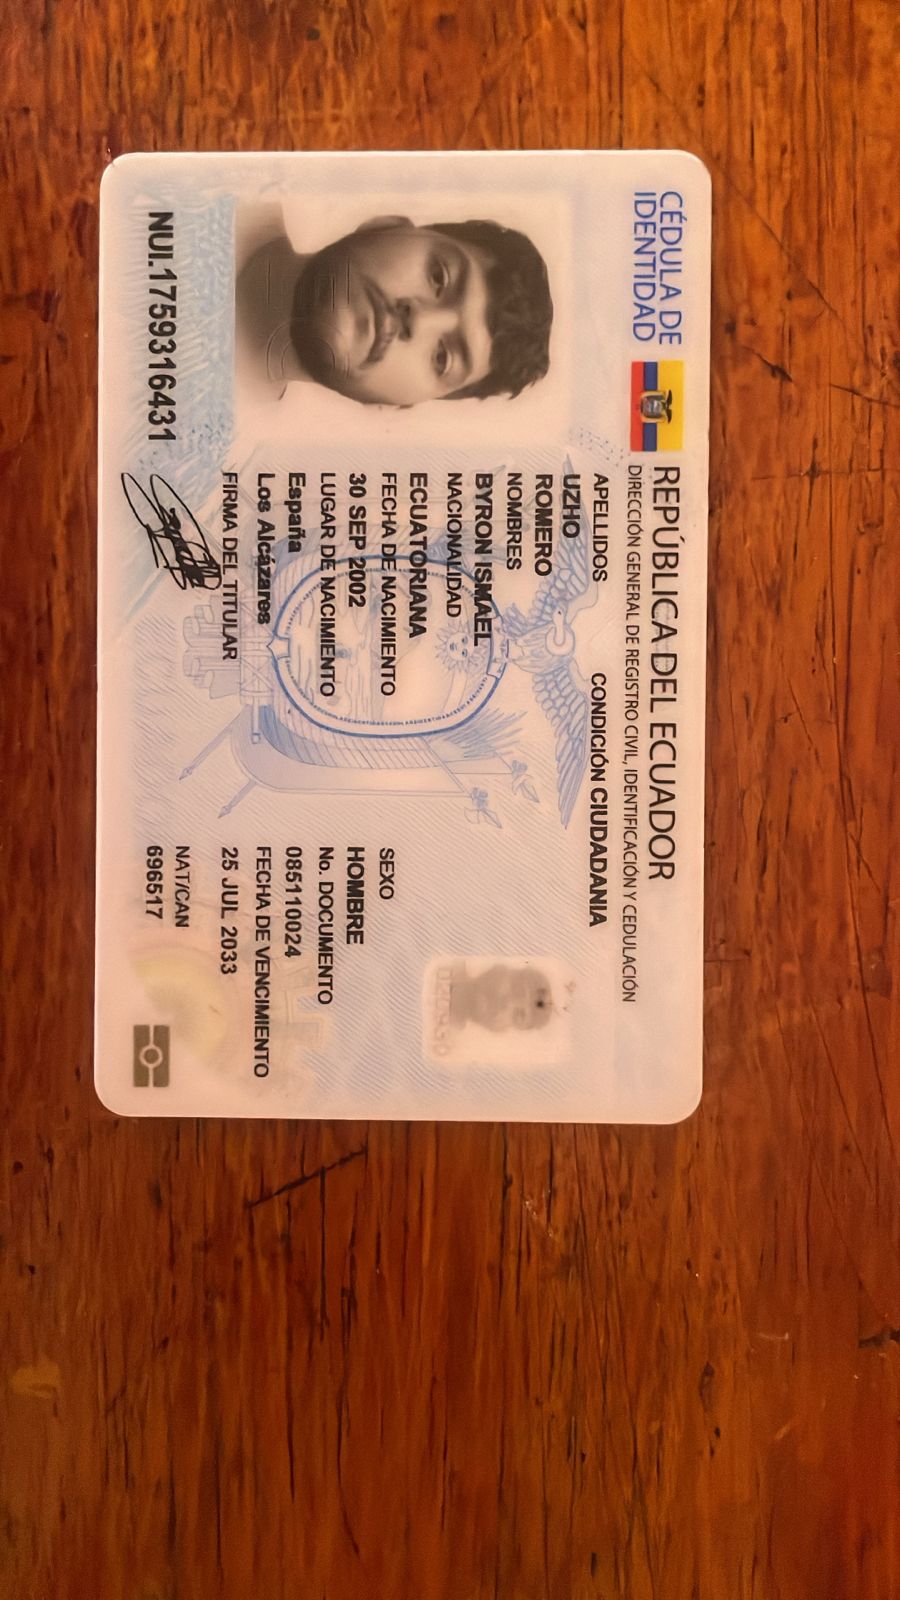 CÉDULA DE
IDENTIDAD
REPÚBLICA DEL ECUADOR
DIRECCIÓN GENERAL DE REGISTRO CIVIL, IDENTIFICACIÓN Y CEDULACIÓN
APELLIDOS
CONDICIÓN CIUDADANIA
UZHO
ROMERO
NOMBRES
BYRON ISMAEL
NACIONALIDAD
ECUATORIANA
FECHA DE NACIMIENTO
30 SEP 2002
LUGAR DE NACIMIENTO
España
Los Alcázares
FIRMA DEL TITULAR
SEXO
HOMBRE
No. DOCUMENTO
085110024
FECHA DE VENCIMIENTO
25 JUL 2033
NAT/CAN
696517
NUI.1759316431